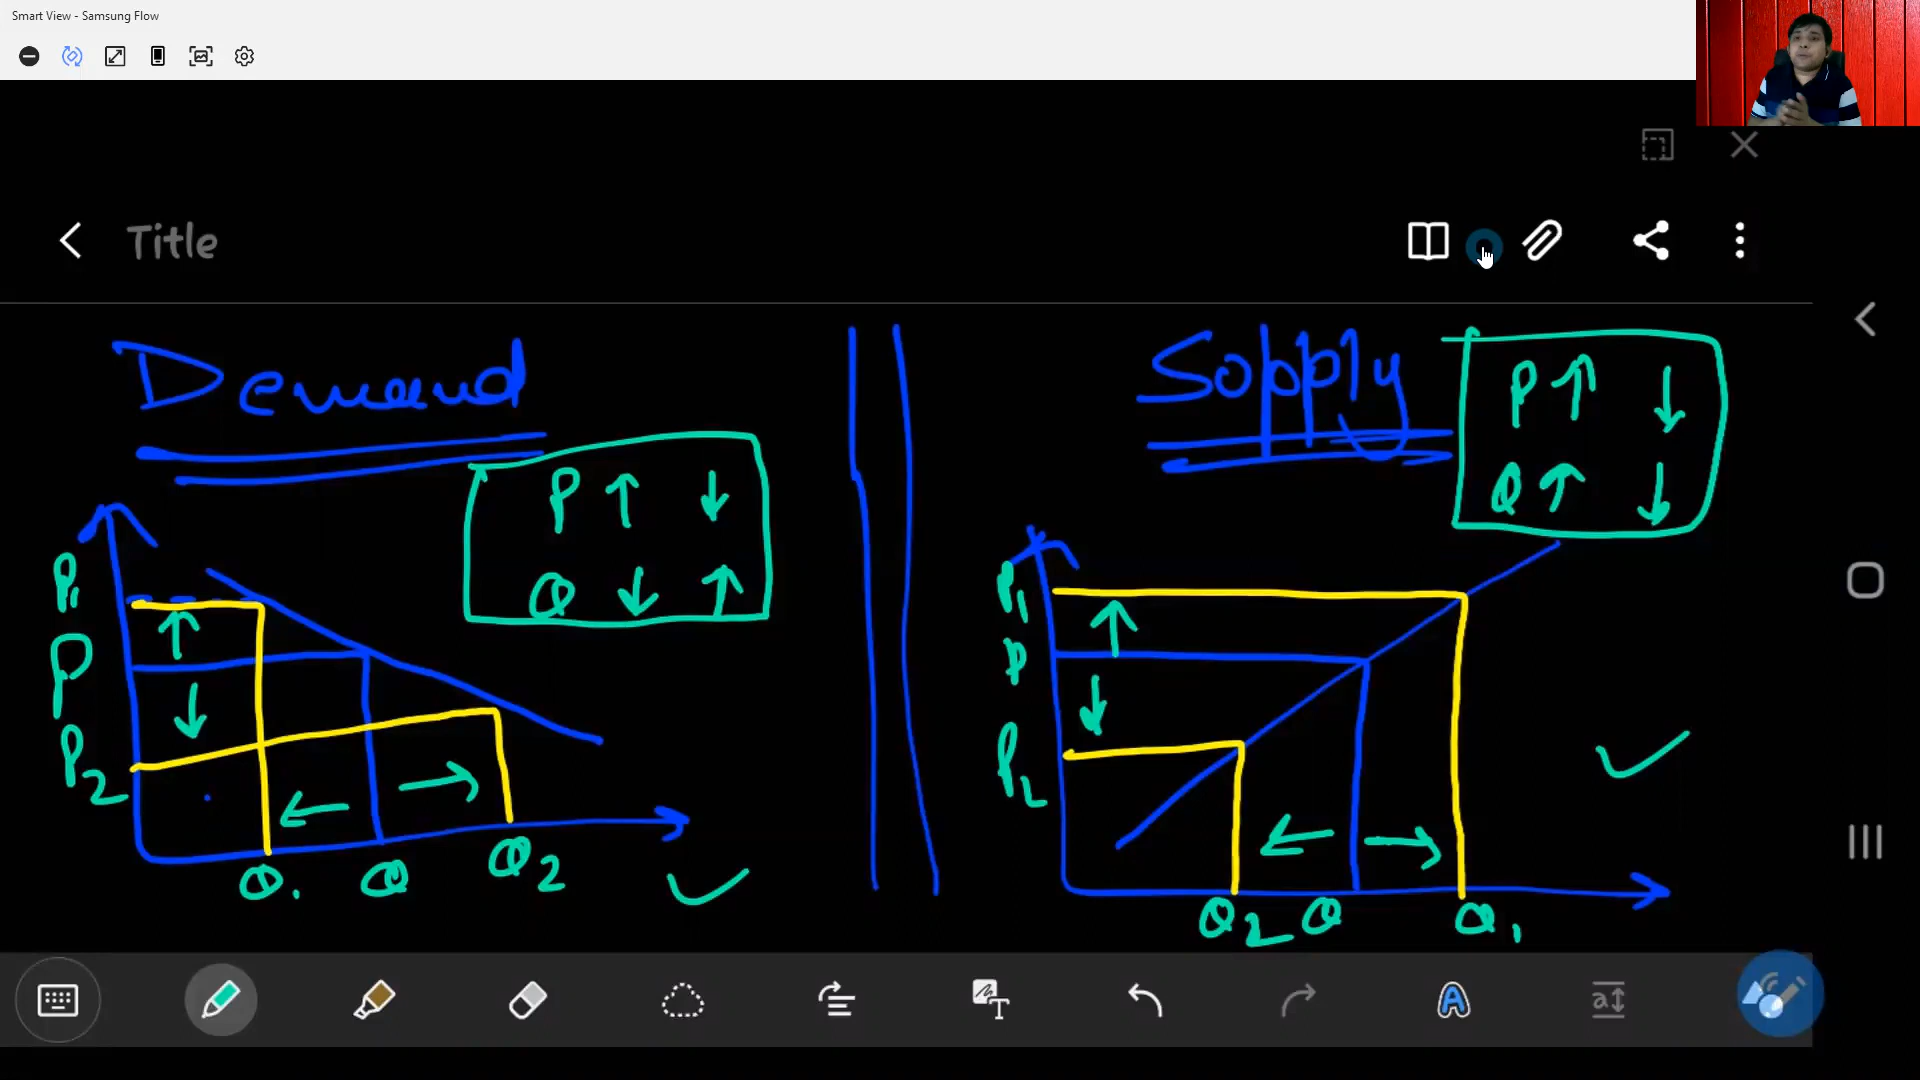 Smart View - Samsung Flow
Title
Demand
P ↑ ↓
Q ↓ ↑
P1
P
P2
Q1 Q Q2
Supply
P ↑ ↓
Q ↑ ↓
P1
P
P2
Q2 Q Q1
T
A
a